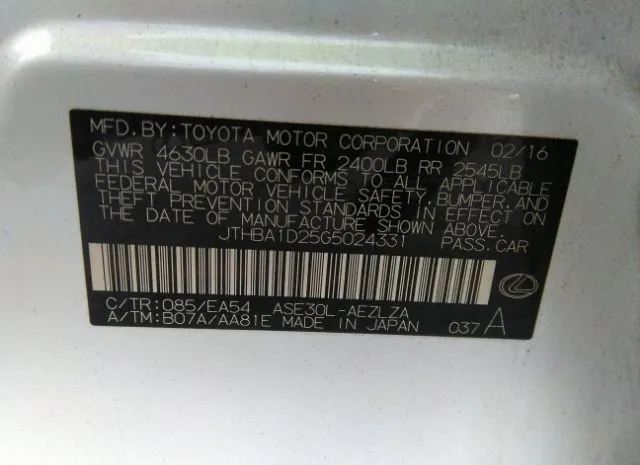 MFD.BY:TOYOTA MOTOR CORPORATION 02/16
GVWR 4630LB GAWR FR 2400LB RR 2545LB
THIS VEHICLE CONFORMS TO ALL APPLICABLE
FEDERAL MOTOR VEHICLE SAFETY,BUMPER,AND
THEFT PREVENTION STANDARDS IN EFFECT ON
THE DATE OF MANUFACTURE SHOWN ABOVE.
JTHBA1D25G5024331 PASS.CAR
C/TR:085/EA54 ASE30L-AEZLZA
A/TM:B07A/AA81E MADE IN JAPAN 037A